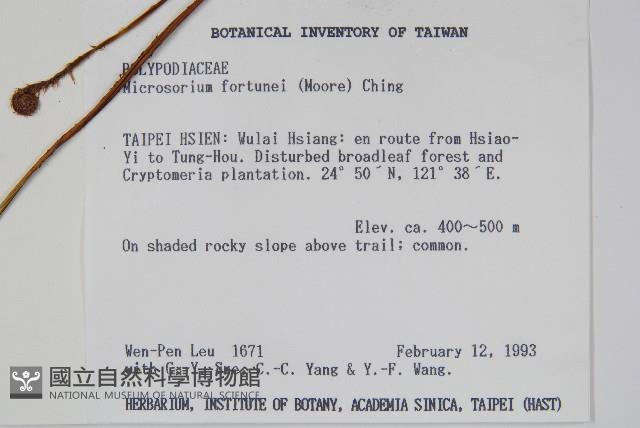 BOTANICAL INVENTORY OF TAIWAN
POLYPODIACEAE
Microsorium fortunei (Moore) Ching
TAIPEI HSIEN: Wulai Hsiang: en route from Hsiao-
Yi to Tung-Hou. Disturbed broadleaf forest and
Cryptomeria plantation. 24° 50´N, 121° 38´E.
Elev. ca. 400～500 m
On shaded rocky slope above trail; common.
Wen-Pen Leu 1671 February 12, 1993
with C.-C. Yang & Y.-F. Wang.
國立自然科學博物館
NATIONAL MUSEUM OF NATURAL SCIENCE
HERBARIUM, INSTITUTE OF BOTANY, ACADEMIA SINICA, TAIPEI (HAST)